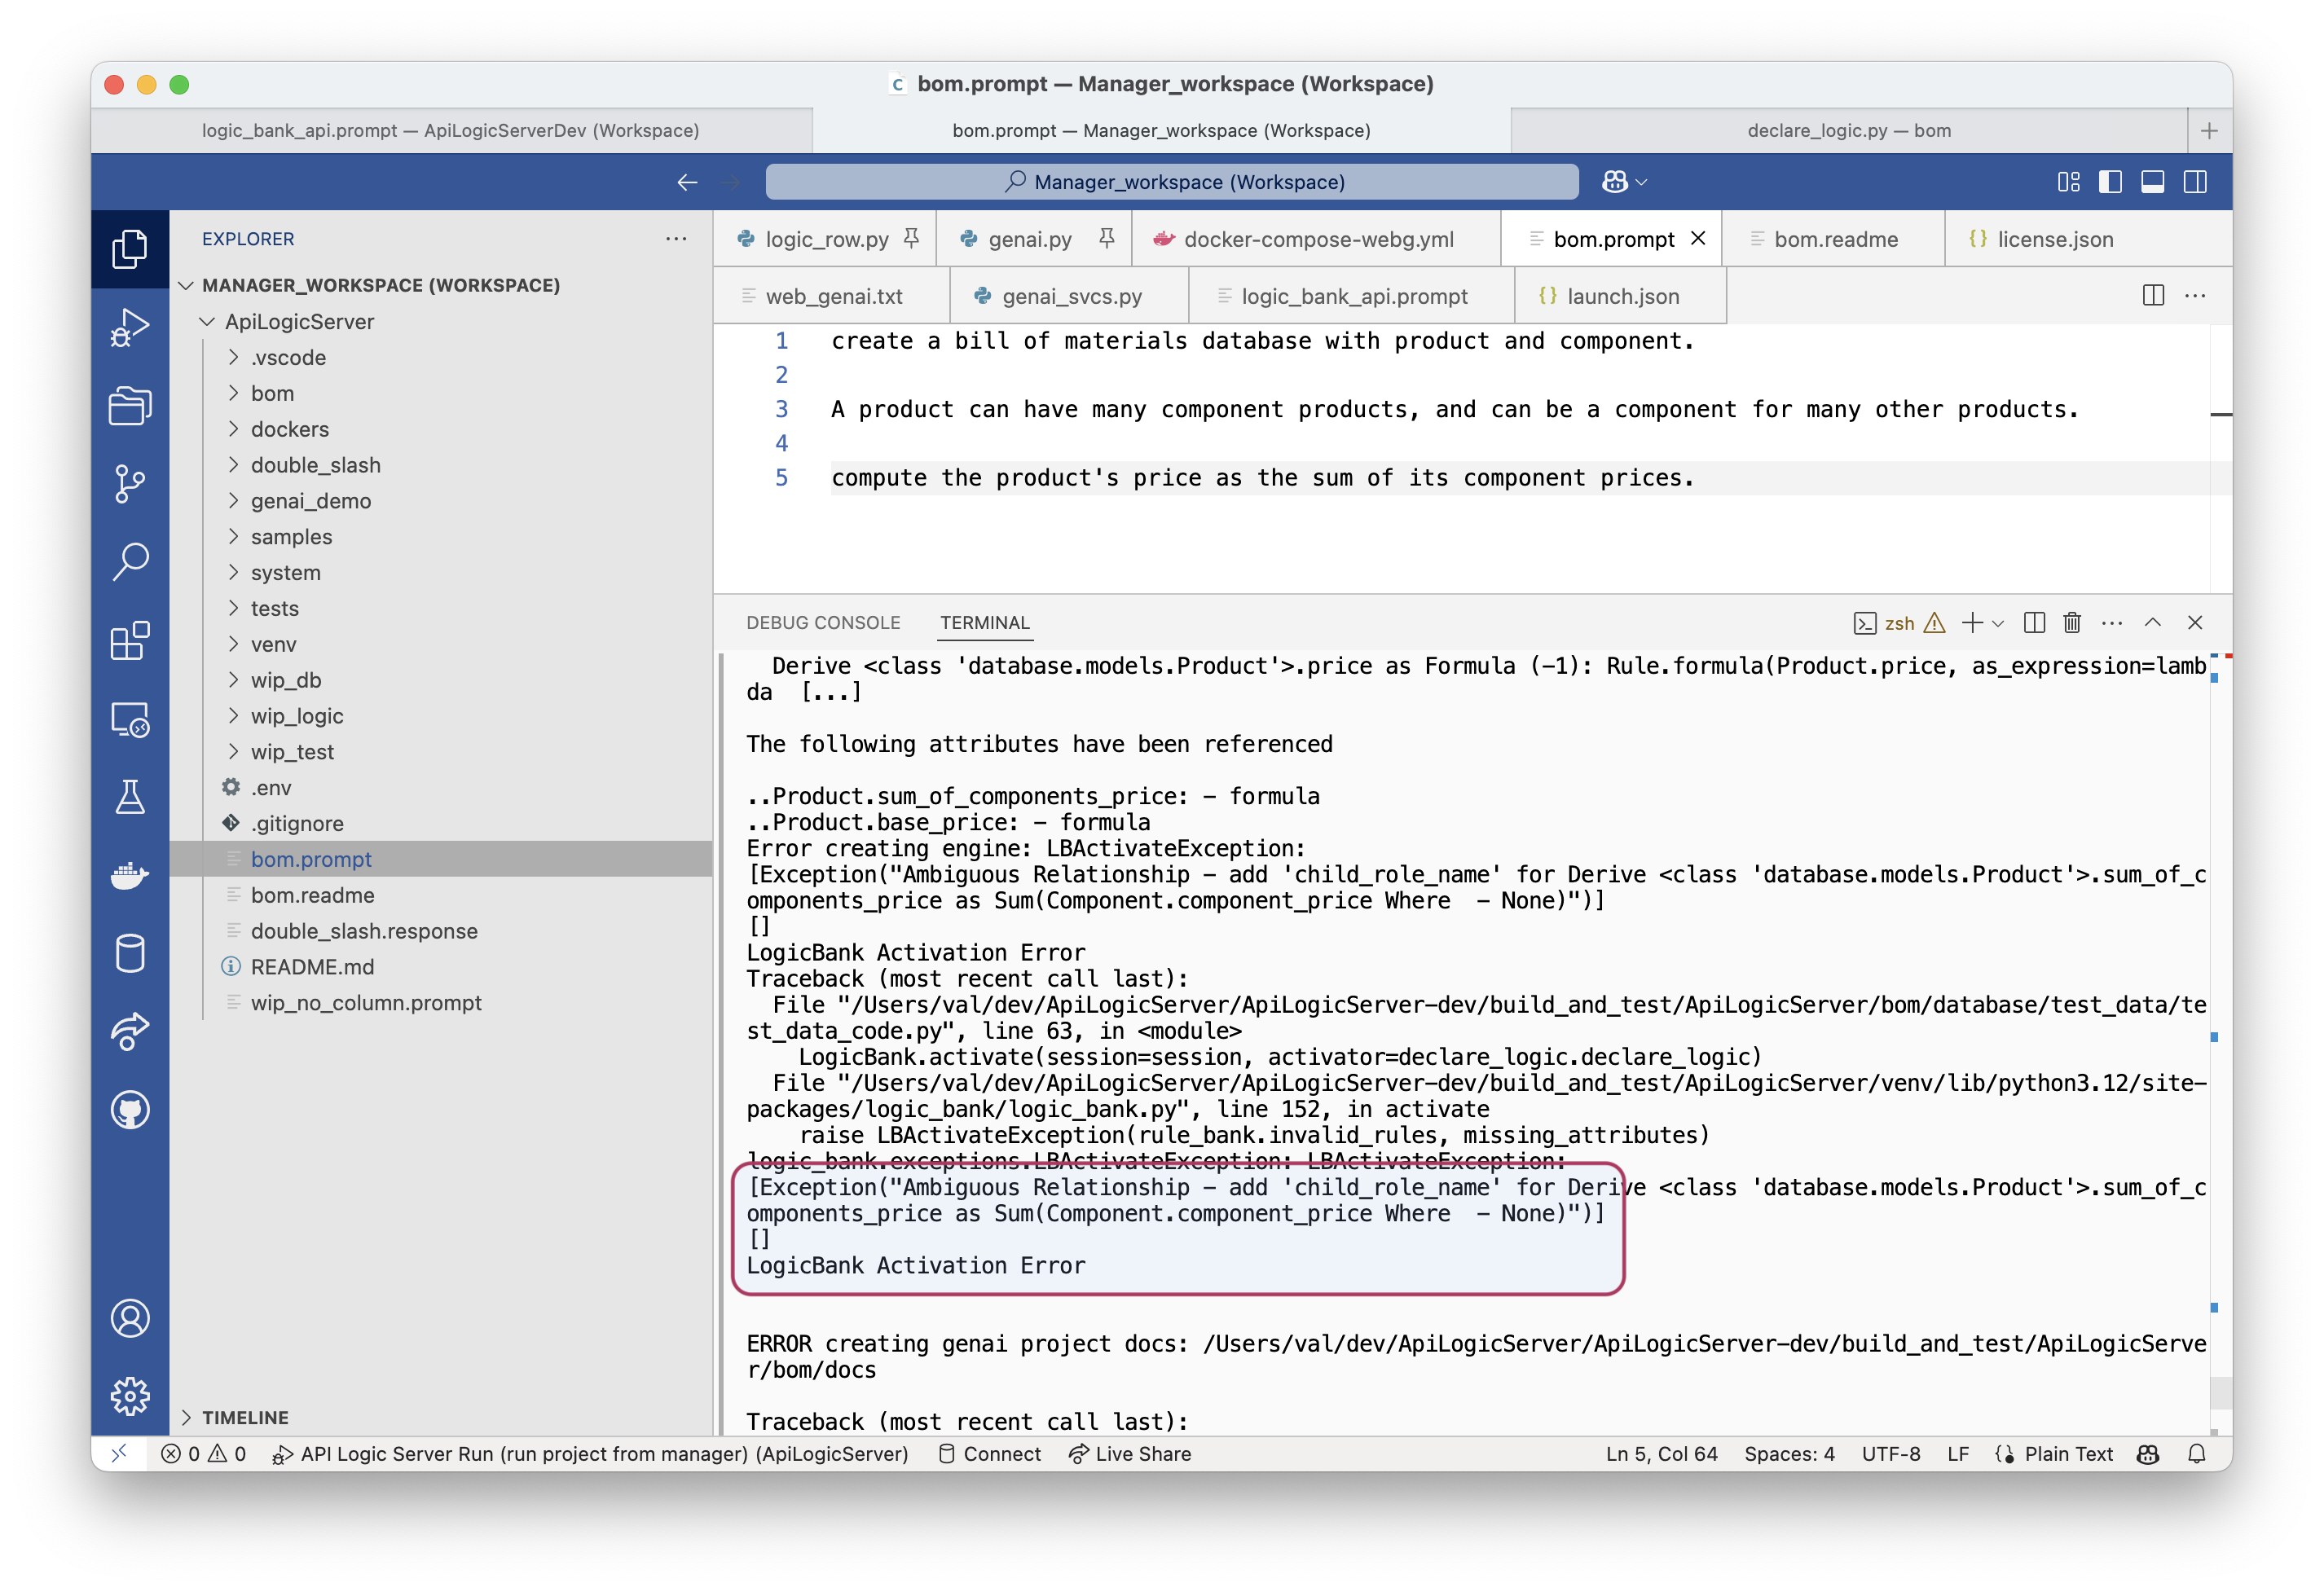 bom.prompt — Manager_workspace (Workspace)
logic_bank_api.prompt — ApiLogicServerDev (Workspace)
bom.prompt — Manager_workspace (Workspace)
declare_logic.py — bom
Manager_workspace (Workspace)
EXPLORER
MANAGER_WORKSPACE (WORKSPACE)
ApiLogicServer
.vscode
bom
dockers
double_slash
genai_demo
samples
system
tests
venv
wip_db
wip_logic
wip_test
.env
.gitignore
bom.prompt
bom.readme
double_slash.response
README.md
wip_no_column.prompt
TIMELINE
logic_row.py
genai.py
docker-compose-webg.yml
bom.prompt
bom.readme
license.json
web_genai.txt
genai_svcs.py
logic_bank_api.prompt
launch.json
1 create a bill of materials database with product and component.
2
3 A product can have many component products, and can be a component for many other products.
4
5 compute the product's price as the sum of its component prices.
DEBUG CONSOLE
TERMINAL
zsh
Derive <class 'database.models.Product'>.price as Formula (-1): Rule.formula(Product.price, as_expression=lamb
da [...]
The following attributes have been referenced
..Product.sum_of_components_price: - formula
..Product.base_price: - formula
Error creating engine: LBActivateException:
[Exception("Ambiguous Relationship - add 'child_role_name' for Derive <class 'database.models.Product'>.sum_of_c
omponents_price as Sum(Component.component_price Where  - None)")]
[]
LogicBank Activation Error
Traceback (most recent call last):
File "/Users/val/dev/ApiLogicServer/ApiLogicServer-dev/build_and_test/ApiLogicServer/bom/database/test_data/te
st_data_code.py", line 63, in <module>
LogicBank.activate(session=session, activator=declare_logic.declare_logic)
File "/Users/val/dev/ApiLogicServer/ApiLogicServer-dev/build_and_test/ApiLogicServer/venv/lib/python3.12/site-
packages/logic_bank/logic_bank.py", line 152, in activate
raise LBActivateException(rule_bank.invalid_rules, missing_attributes)
logic_bank.exceptions.LBActivateException: LBActivateException:
[Exception("Ambiguous Relationship - add 'child_role_name' for Derive <class 'database.models.Product'>.sum_of_c
omponents_price as Sum(Component.component_price Where  - None)")]
[]
LogicBank Activation Error
ERROR creating genai project docs: /Users/val/dev/ApiLogicServer/ApiLogicServer-dev/build_and_test/ApiLogicServe
r/bom/docs
Traceback (most recent call last):
0 0 API Logic Server Run (run project from manager) (ApiLogicServer) Connect Live Share Ln 5, Col 64 Spaces: 4 UTF-8 LF Plain Text